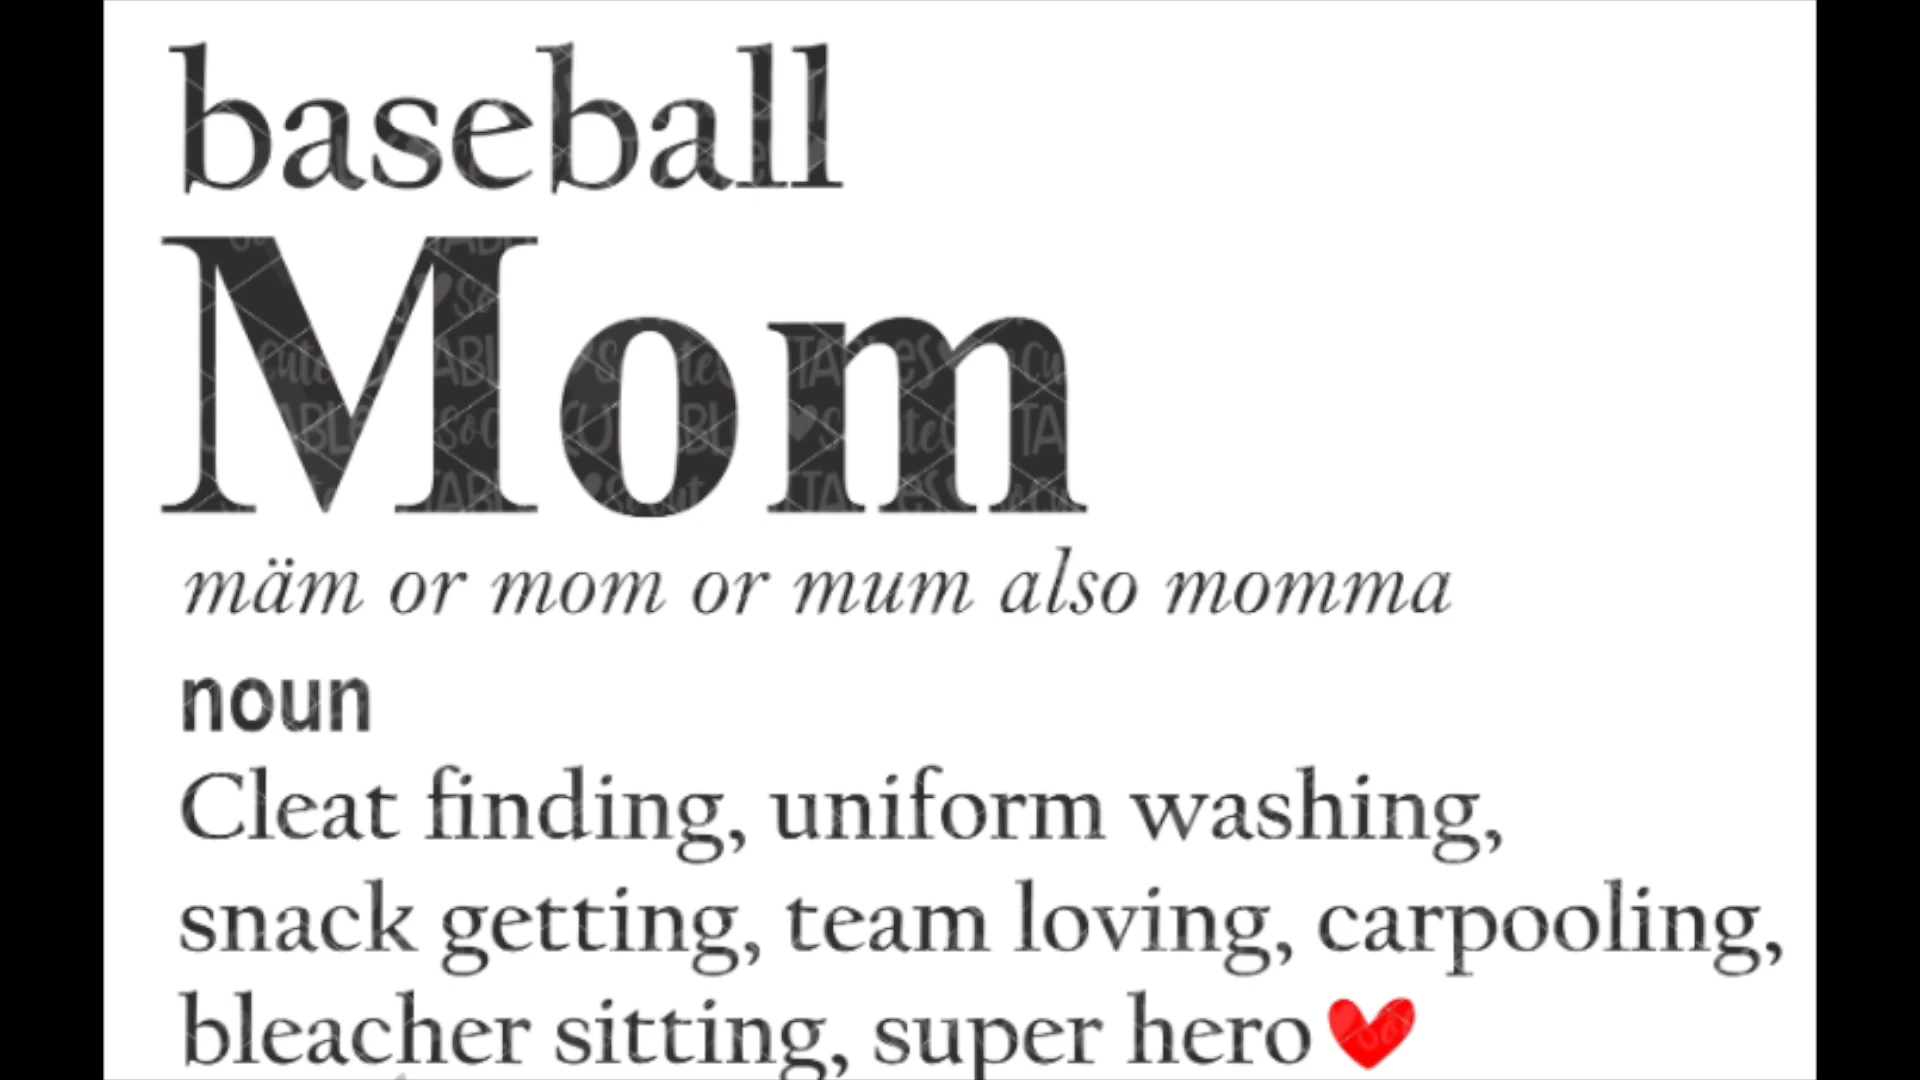 baseball
Mom
mäm or mom or mum also momma
noun
Cleat finding, uniform washing,
snack getting, team loving, carpooling,
bleacher sitting, super hero